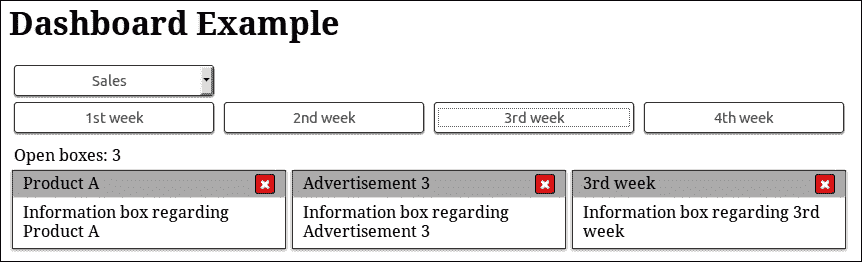 Dashboard Example
Sales
1st week 2nd week 3rd week 4th week
Open boxes: 3
Product A Advertisement 3 3rd week
Information box regarding
Product A
Information box regarding
Advertisement 3
Information box regarding 3rd
week